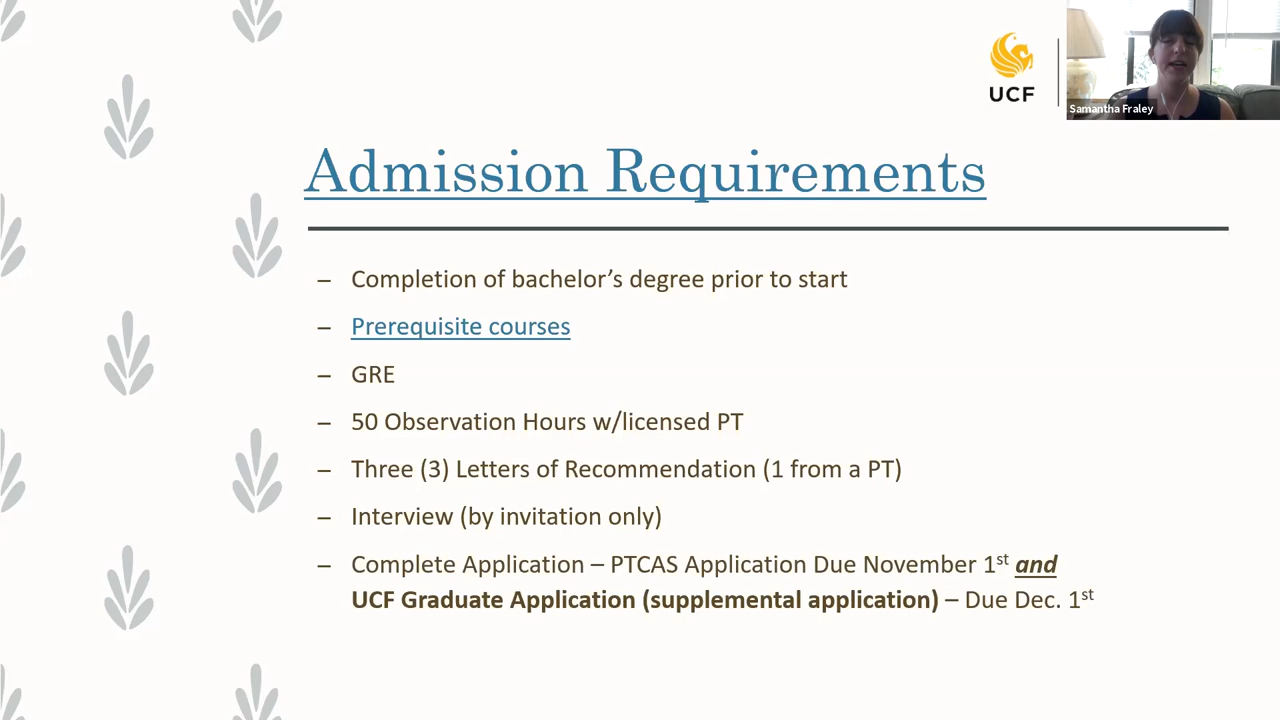 UCF
Samantha Fraley
Admission Requirements
– Completion of bachelor’s degree prior to start
– Prerequisite courses
– GRE
– 50 Observation Hours w/licensed PT
– Three (3) Letters of Recommendation (1 from a PT)
– Interview (by invitation only)
– Complete Application – PTCAS Application Due November 1st and
UCF Graduate Application (supplemental application) – Due Dec. 1st